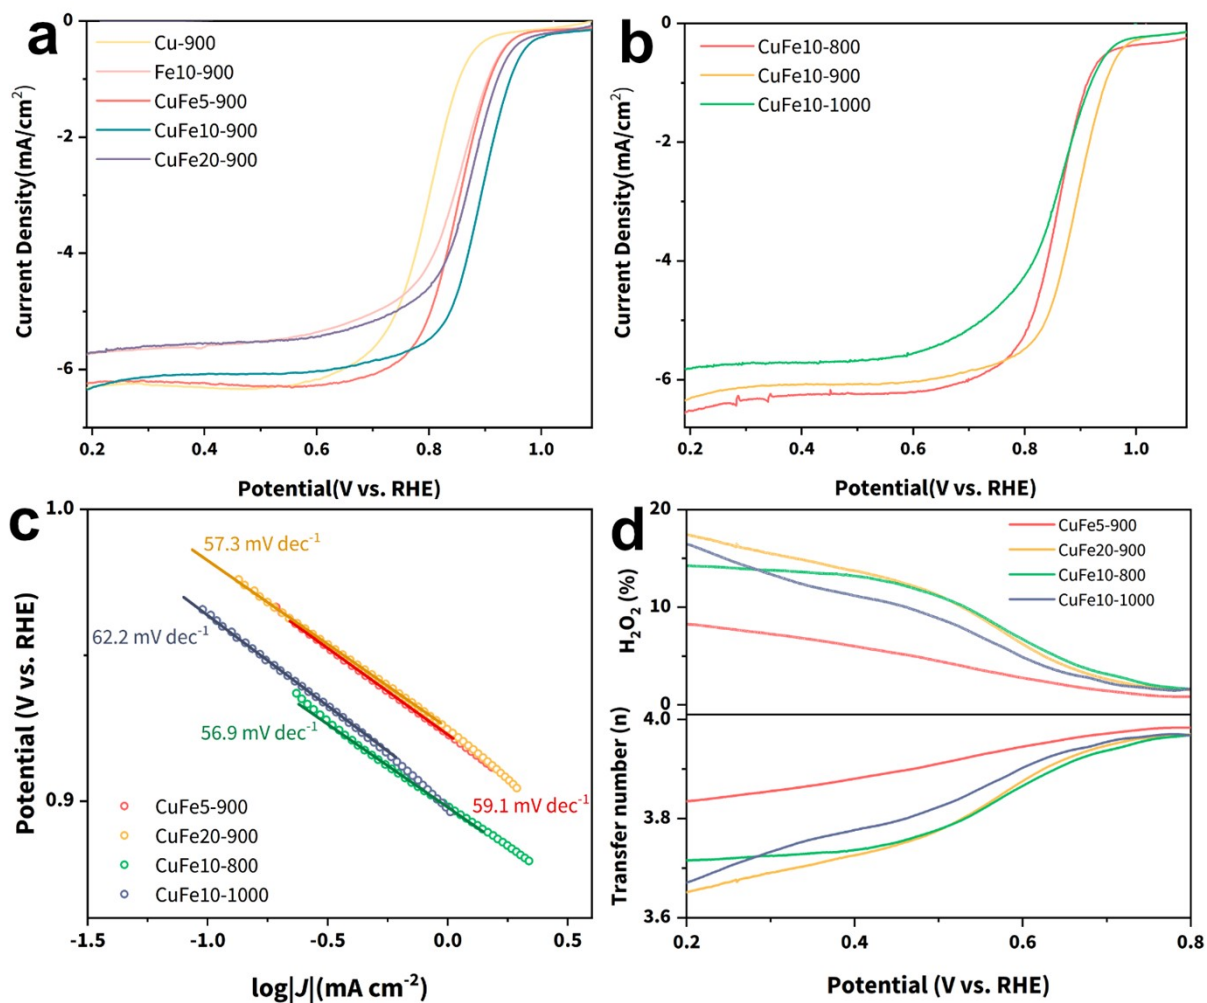 a
Cu-900
Fe10-900
CuFe5-900
CuFe10-900
CuFe20-900
Current Density(mA/cm²)
0
-2
-4
-6
0.2 0.4 0.6 0.8 1.0
Potential(V vs. RHE)
b
CuFe10-800
CuFe10-900
CuFe10-1000
Current Density(mA/cm²)
0
-2
-4
-6
0.2 0.4 0.6 0.8 1.0
Potential(V vs. RHE)
c
57.3 mV dec⁻¹
62.2 mV dec⁻¹
56.9 mV dec⁻¹
59.1 mV dec⁻¹
CuFe5-900
CuFe20-900
CuFe10-800
CuFe10-1000
Potential (V vs. RHE)
1.0
0.9
-1.5 -1.0 -0.5 0.0 0.5
log|J|(mA cm⁻²)
d
CuFe5-900
CuFe20-900
CuFe10-800
CuFe10-1000
H₂O₂ (%)
20
10
0
Transfer number (n)
4.0
3.8
3.6
0.2 0.4 0.6 0.8
Potential (V vs. RHE)